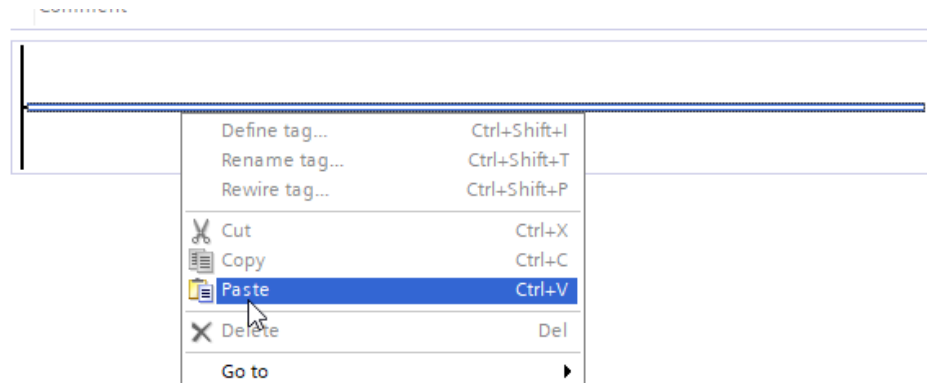 Comment
Define tag... Ctrl+Shift+I
Rename tag... Ctrl+Shift+T
Rewire tag... Ctrl+Shift+P
Cut Ctrl+X
Copy Ctrl+C
Paste Ctrl+V
Delete Del
Go to